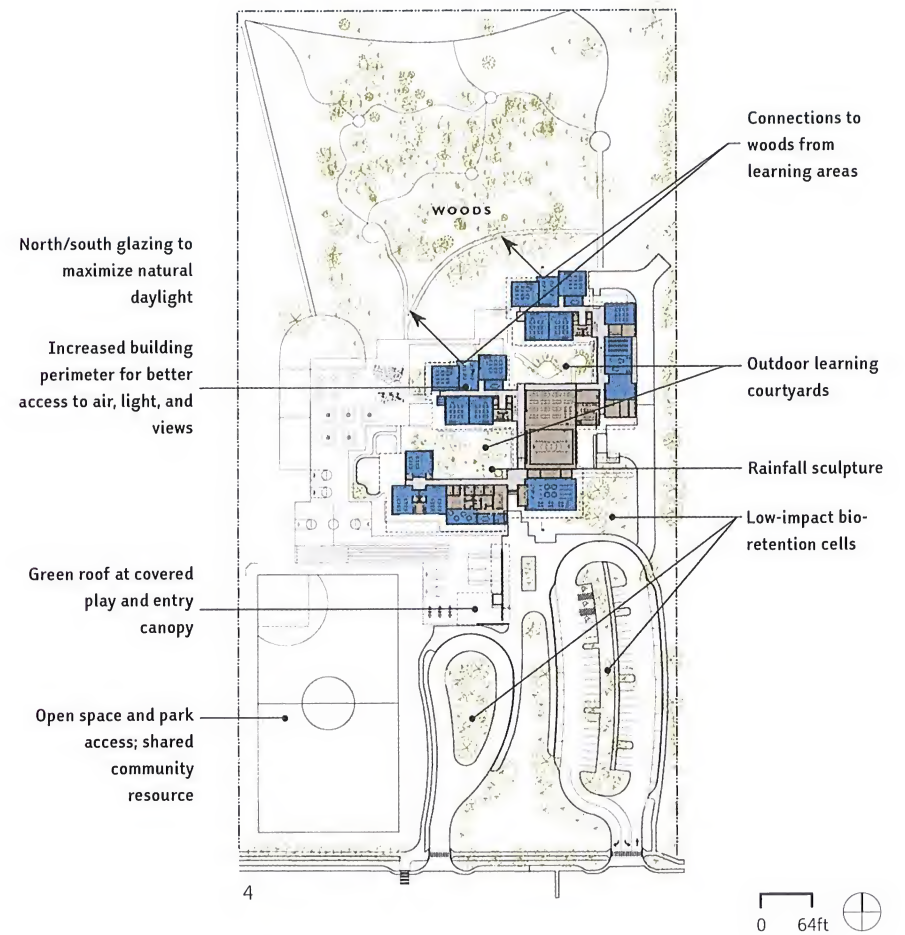 Connections to
woods from
learning areas
WOODS
North/south glazing to
maximize natural
daylight
Increased building
perimeter for better
access to air, light, and
views
Outdoor learning
courtyards
Rainfall sculpture
Low-impact bio-
retention cells
Green roof at covered
play and entry
canopy
Open space and park
access; shared
community
resource
4
0 64ft